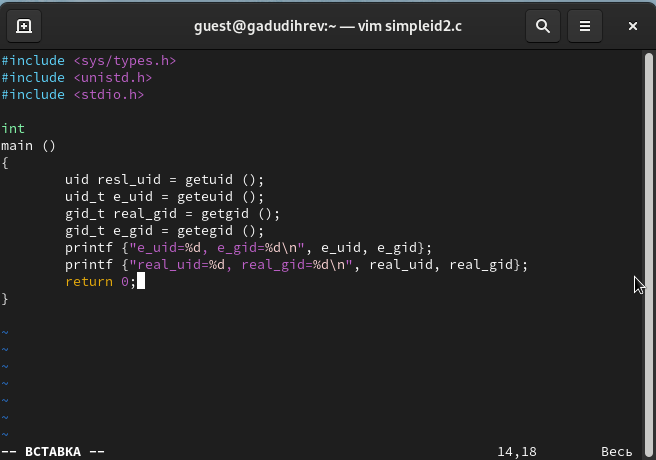 guest@gadudihrev:~ — vim simpleid2.c
#include <sys/types.h>
#include <unistd.h>
#include <stdio.h>
int
main ()
{
uid resl_uid = getuid ();
uid_t e_uid = geteuid ();
gid_t real_gid = getgid ();
gid_t e_gid = getegid ();
printf {"e_uid=%d, e_gid=%d\n", e_uid, e_gid};
printf {"real_uid=%d, real_gid=%d\n", real_uid, real_gid};
return 0;
}
~
~
~
~
~
~
~
-- ВСТАВКА -- 14,18 Весь